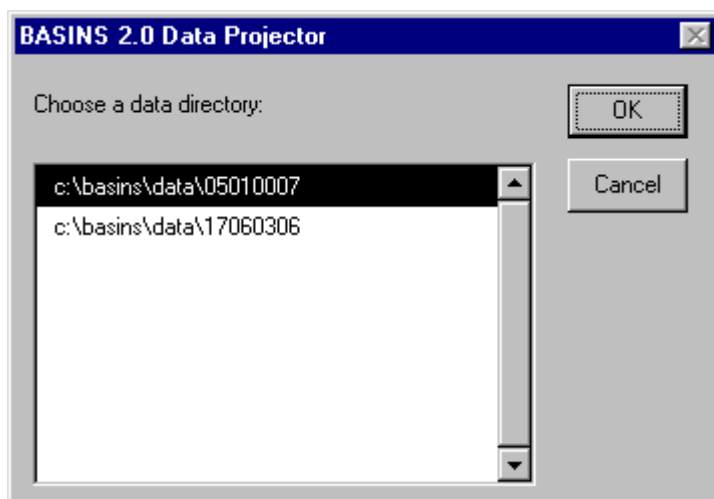 BASINS 2.0 Data Projector
Choose a data directory:
OK
c:\basins\data\05010007
Cancel
c:\basins\data\17060306